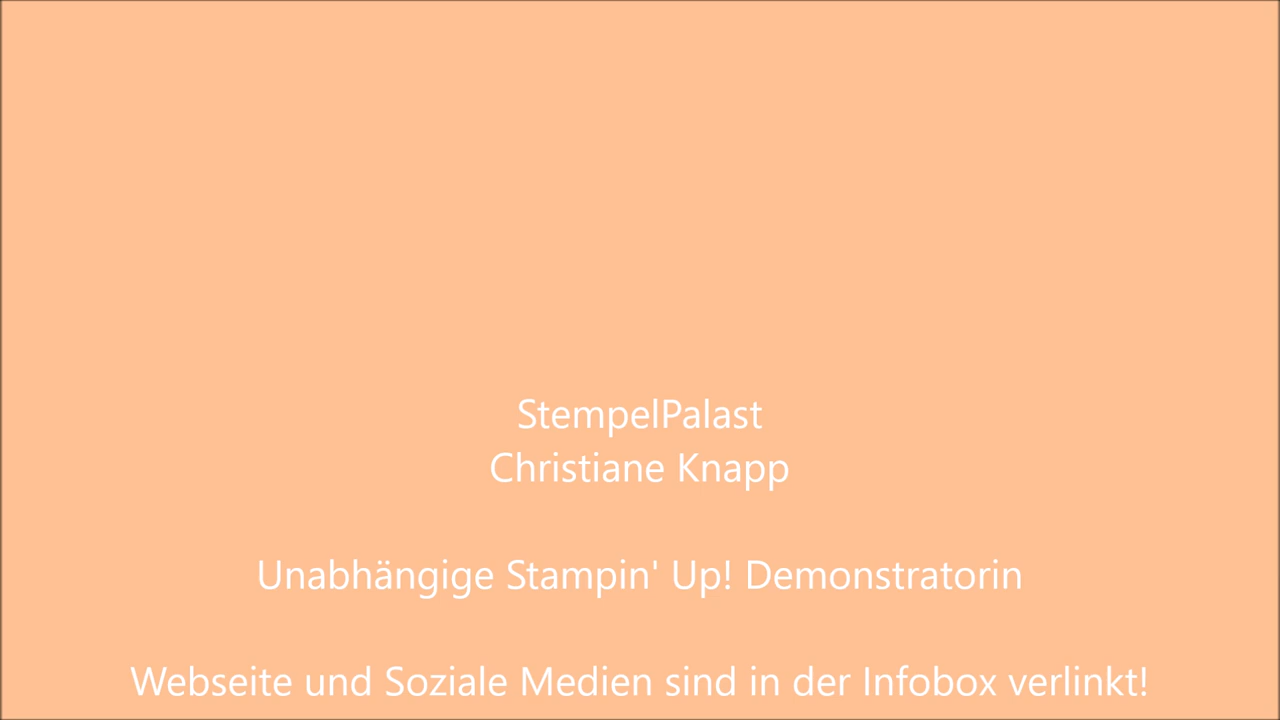 StempelPalast
Christiane Knapp
Unabhängige Stampin' Up! Demonstratorin
Webseite und Soziale Medien sind in der Infobox verlinkt!